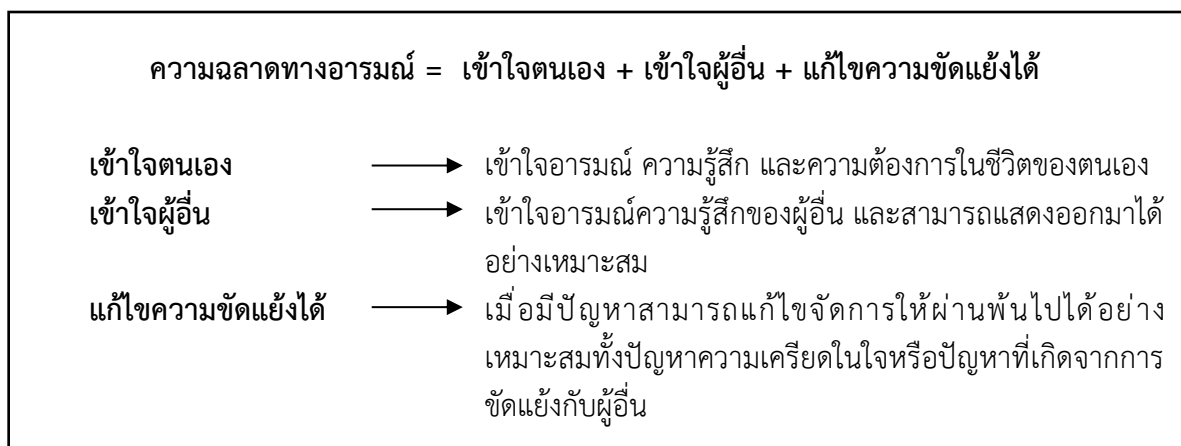 ความฉลาดทางอารมณ์ = เข้าใจตนเอง + เข้าใจผู้อื่น + แก้ไขความขัดแย้งได้
เข้าใจตนเอง เข้าใจอารมณ์ ความรู้สึก และความต้องการในชีวิตของตนเอง
เข้าใจผู้อื่น เข้าใจอารมณ์ความรู้สึกของผู้อื่น และสามารถแสดงออกมาได้
อย่างเหมาะสม
แก้ไขความขัดแย้งได้ เมื่อมีปัญหาสามารถแก้ไขจัดการให้ผ่านพ้นไปได้อย่าง
เหมาะสมทั้งปัญหาความเครียดในใจหรือปัญหาที่เกิดจากการ
ขัดแย้งกับผู้อื่น